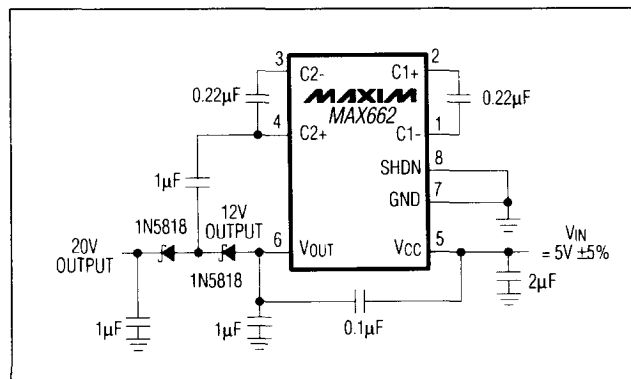 3
C2-
C1+
2
0.22µF
MAXIM
MAX662
0.22µF
4
C2+
C1-
1
1µF
SHDN
8
GND
7
1N5818
12V
OUTPUT
20V
OUTPUT
6
VOUT
VCC
5
VIN
= 5V ±5%
1N5818
2µF
1µF
1µF
0.1µF